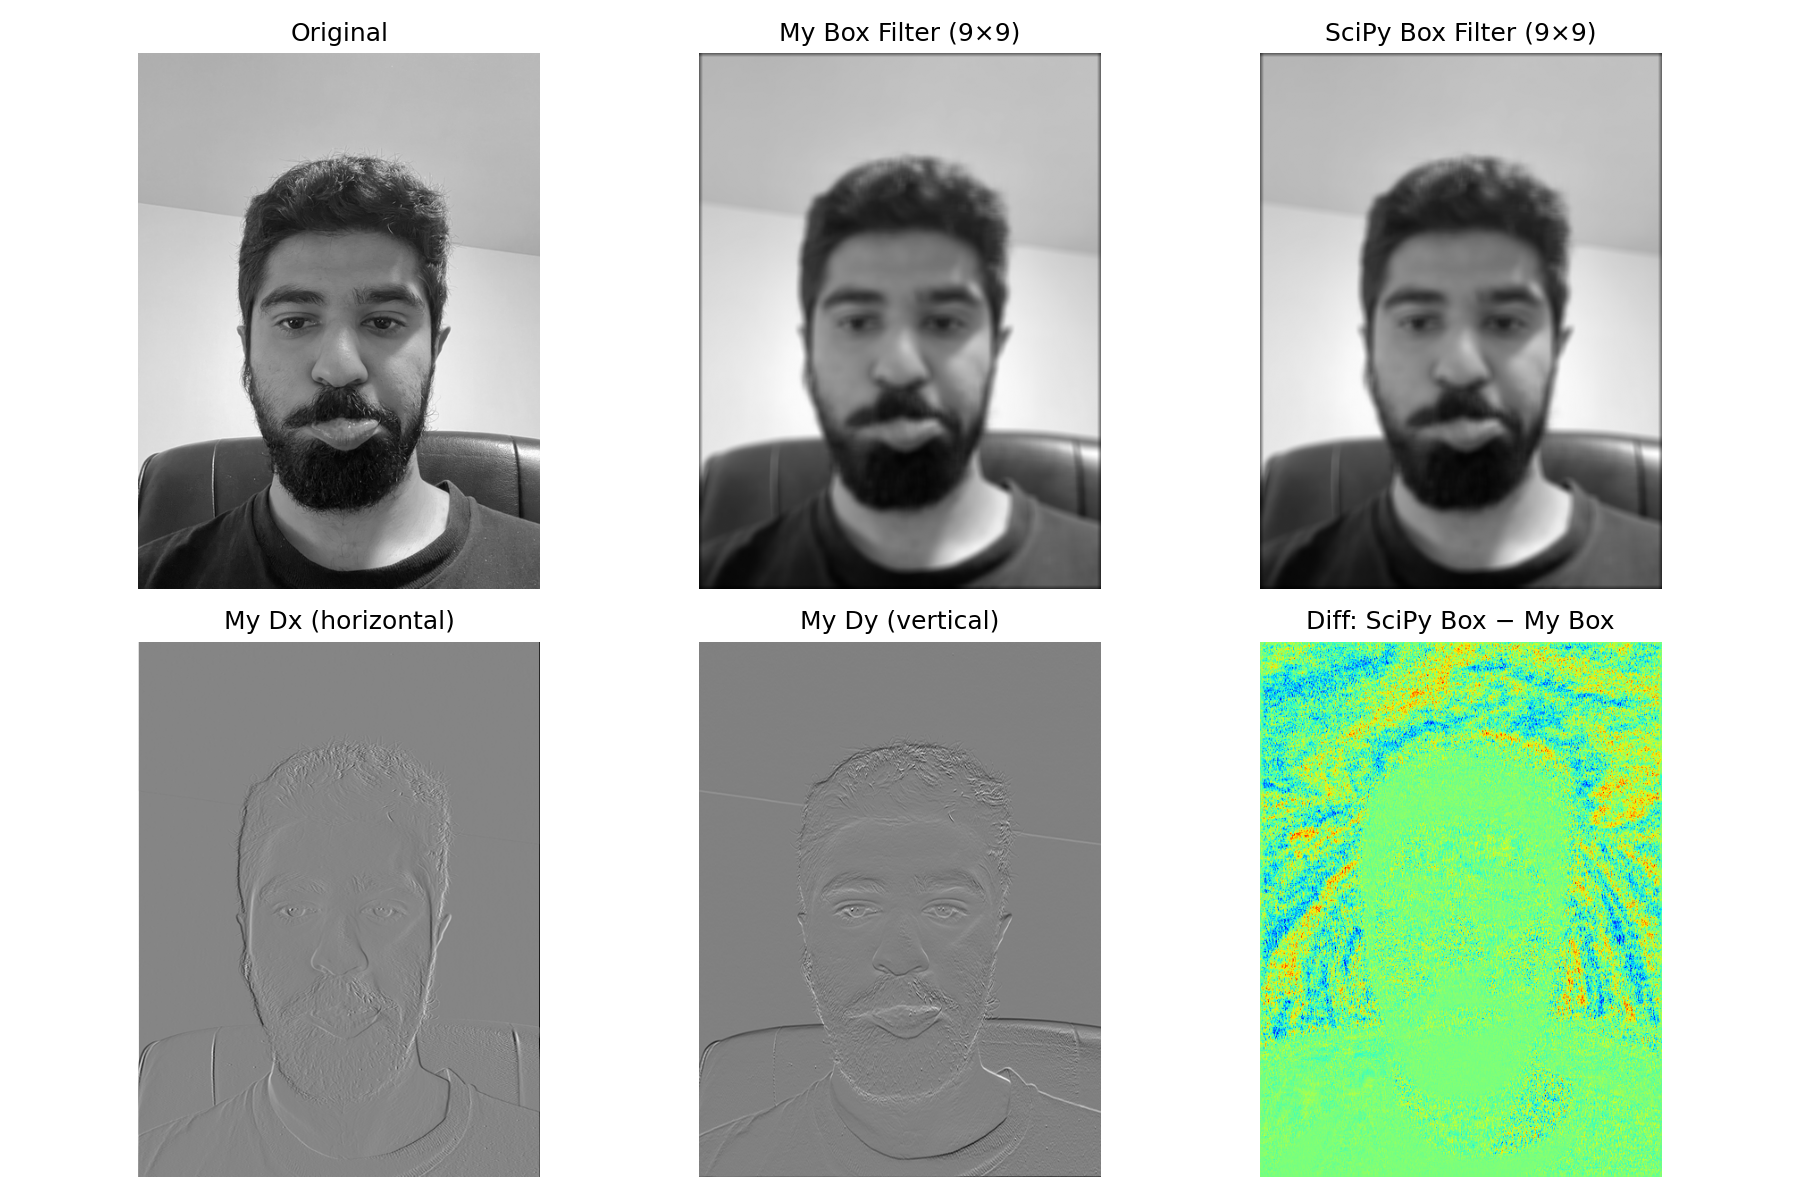 Original
My Box Filter (9×9)
SciPy Box Filter (9×9)
My Dx (horizontal)
My Dy (vertical)
Diff: SciPy Box − My Box